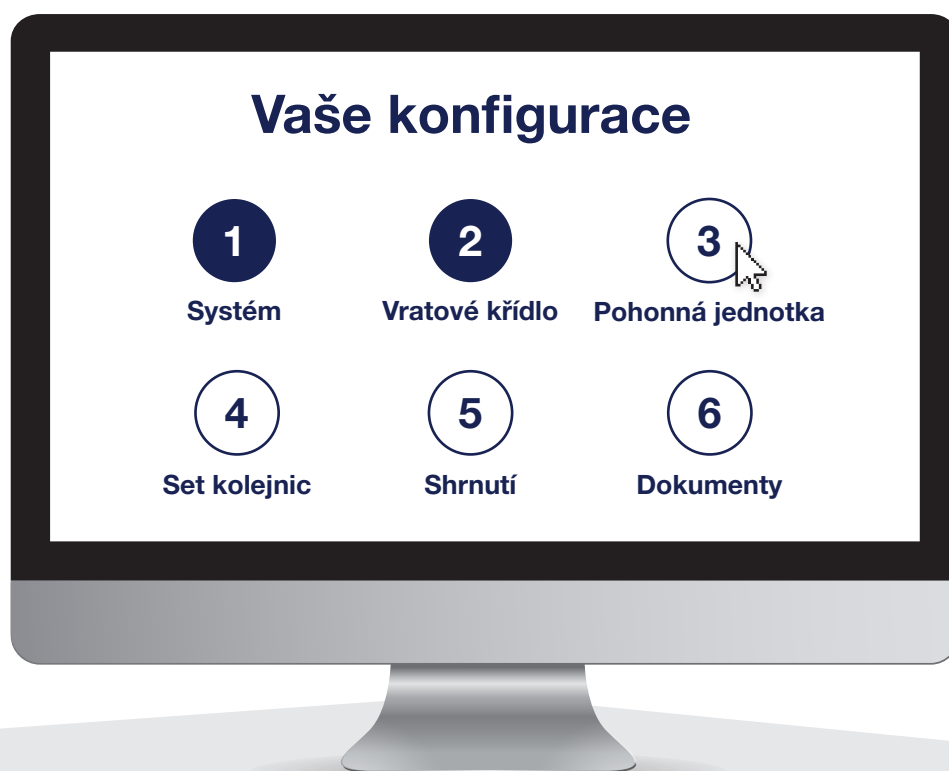 Vaše konfigurace
1 2 3
Systém Vratové křídlo Pohonná jednotka
4 5 6
Set kolejnic Shrnutí Dokumenty